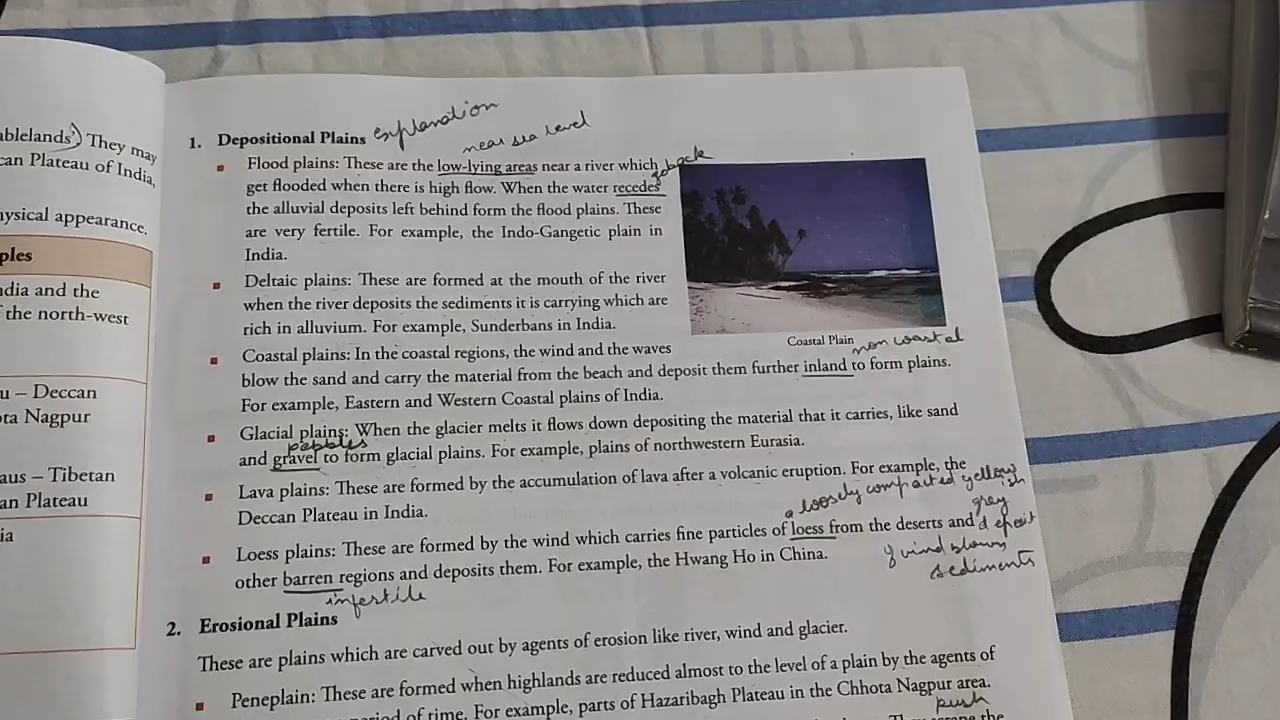 ablelands') They may
can Plateau of India,
hysical appearance.
ples
ndia and the
f the north-west
u – Deccan
ota Nagpur
aus – Tibetan
an Plateau
ia
1. Depositional Plains explanation
near sea level
Flood plains: These are the low-lying areas near a river which go back
get flooded when there is high flow. When the water recedes
the alluvial deposits left behind form the flood plains. These
are very fertile. For example, the Indo-Gangetic plain in
India.
Deltaic plains: These are formed at the mouth of the river
when the river deposits the sediments it is carrying which are
rich in alluvium. For example, Sunderbans in India.
Coastal Plain non coastal
Coastal plains: In the coastal regions, the wind and the waves
blow the sand and carry the material from the beach and deposit them further inland to form plains.
For example, Eastern and Western Coastal plains of India.
Glacial plains: When the glacier melts it flows down depositing the material that it carries, like sand
pebbles
and gravel to form glacial plains. For example, plains of northwestern Eurasia.
Lava plains: These are formed by the accumulation of lava after a volcanic eruption. For example, the
Deccan Plateau in India.
a loosely compacted yellowish
grey
Loess plains: These are formed by the wind which carries fine particles of loess from the deserts and deposit
other barren regions and deposits them. For example, the Hwang Ho in China.
of wind blown
sediments
infertile
2. Erosional Plains
These are plains which are carved out by agents of erosion like river, wind and glacier.
Peneplain: These are formed when highlands are reduced almost to the level of a plain by the agents of
period of time. For example, parts of Hazaribagh Plateau in the Chhota Nagpur area.
push
the